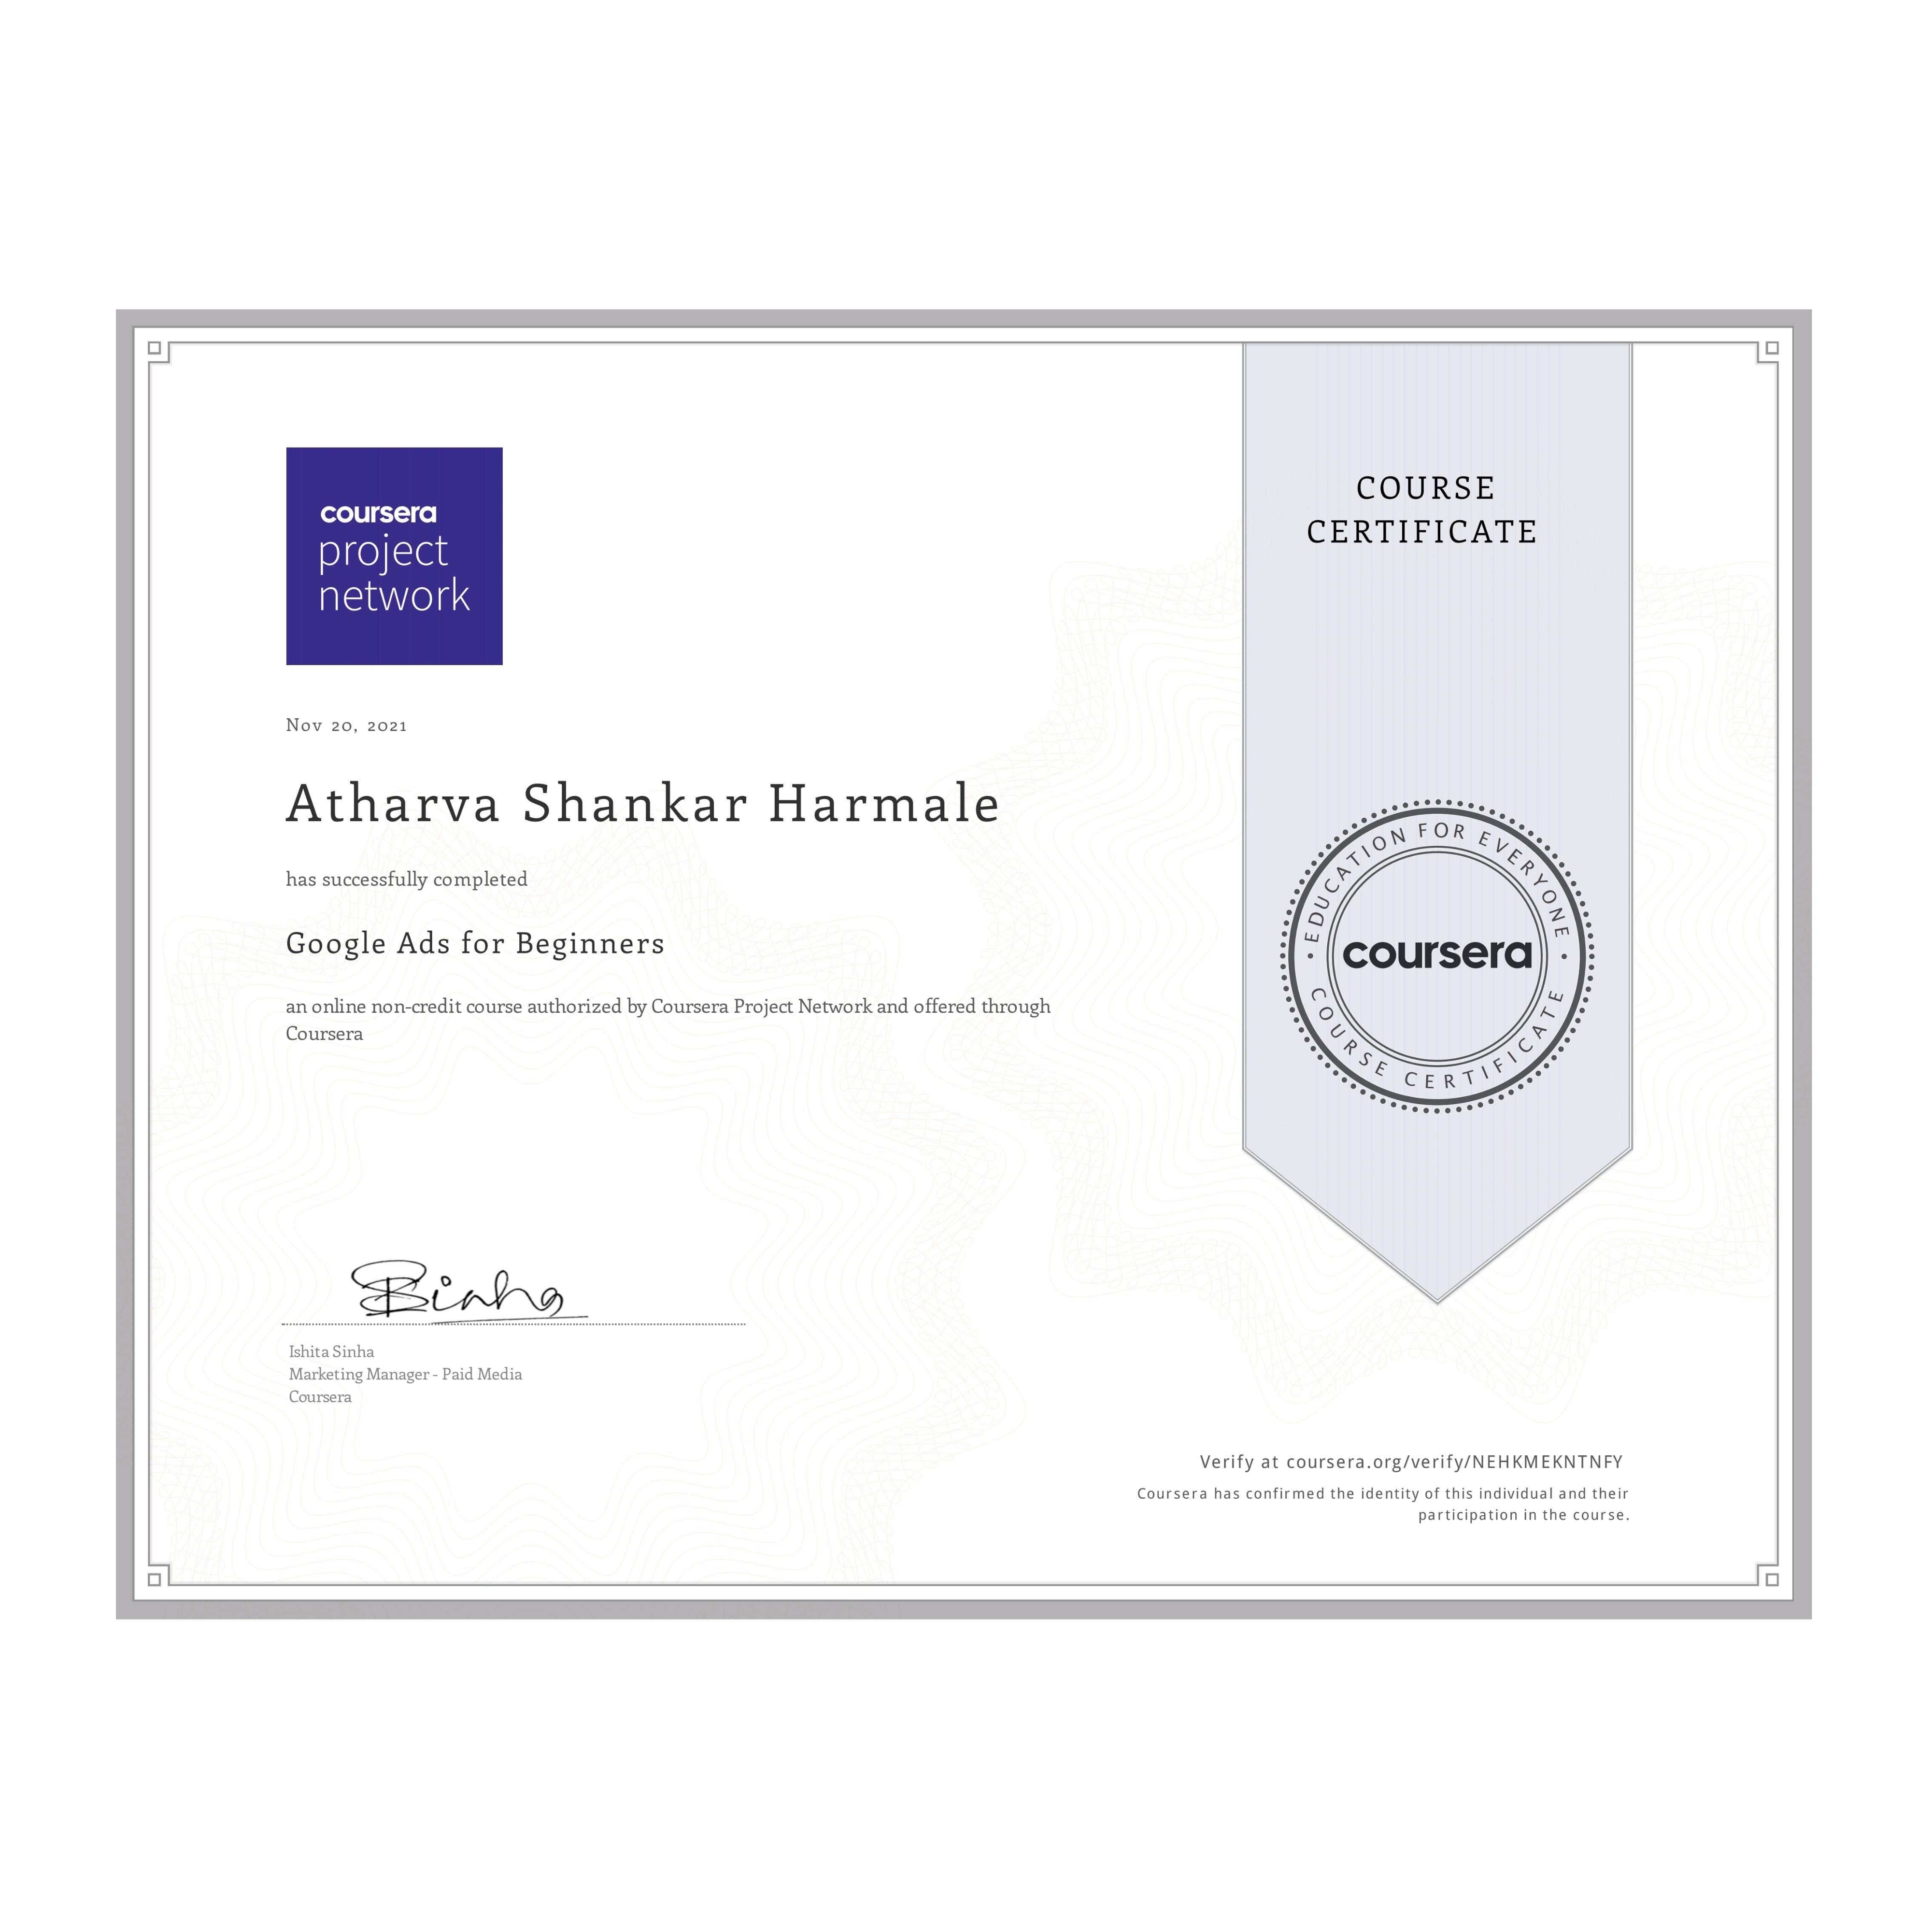 coursera
project
network
COURSE
CERTIFICATE
Nov 20, 2021
Atharva Shankar Harmale
has successfully completed
Google Ads for Beginners
an online non-credit course authorized by Coursera Project Network and offered through
Coursera
EDUCATION FOR EVERYONE
coursera
COURSE CERTIFICATE
Sinha
Ishita Sinha
Marketing Manager - Paid Media
Coursera
Verify at coursera.org/verify/NEHKMEKNTNFY
Coursera has confirmed the identity of this individual and their
participation in the course.